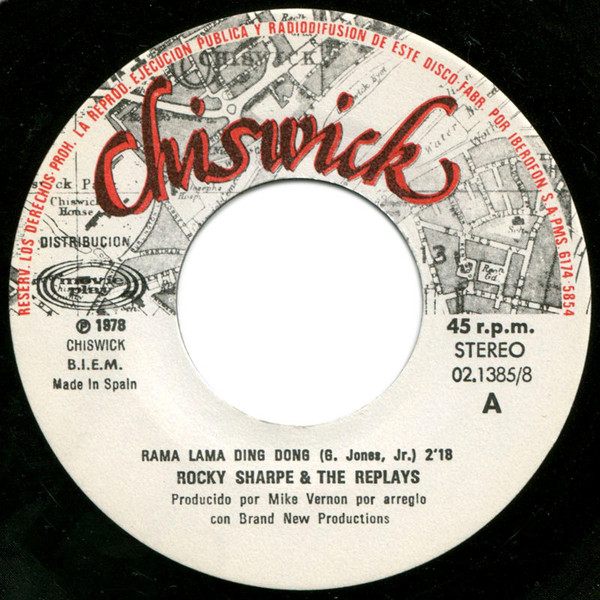 RESERV. LOS DERECHOS PROH. LA REPROD EJECUCION PUBLICA Y RADIODIFUSION DE ESTE DISCO-FABR. POR IBEROFON S.A PMS 6174-5854
CHISWICK
Chiswick
Chiswick
House
DISTRIBUCION
movie
play
℗ 1978
CHISWICK
B.I.E.M.
Made In Spain
45 r.p.m.
STEREO
02.1385/8
A
RAMA LAMA DING DONG (G. Jones, Jr.) 2'18
ROCKY SHARPE & THE REPLAYS
Producido por Mike Vernon por arreglo
con Brand New Productions